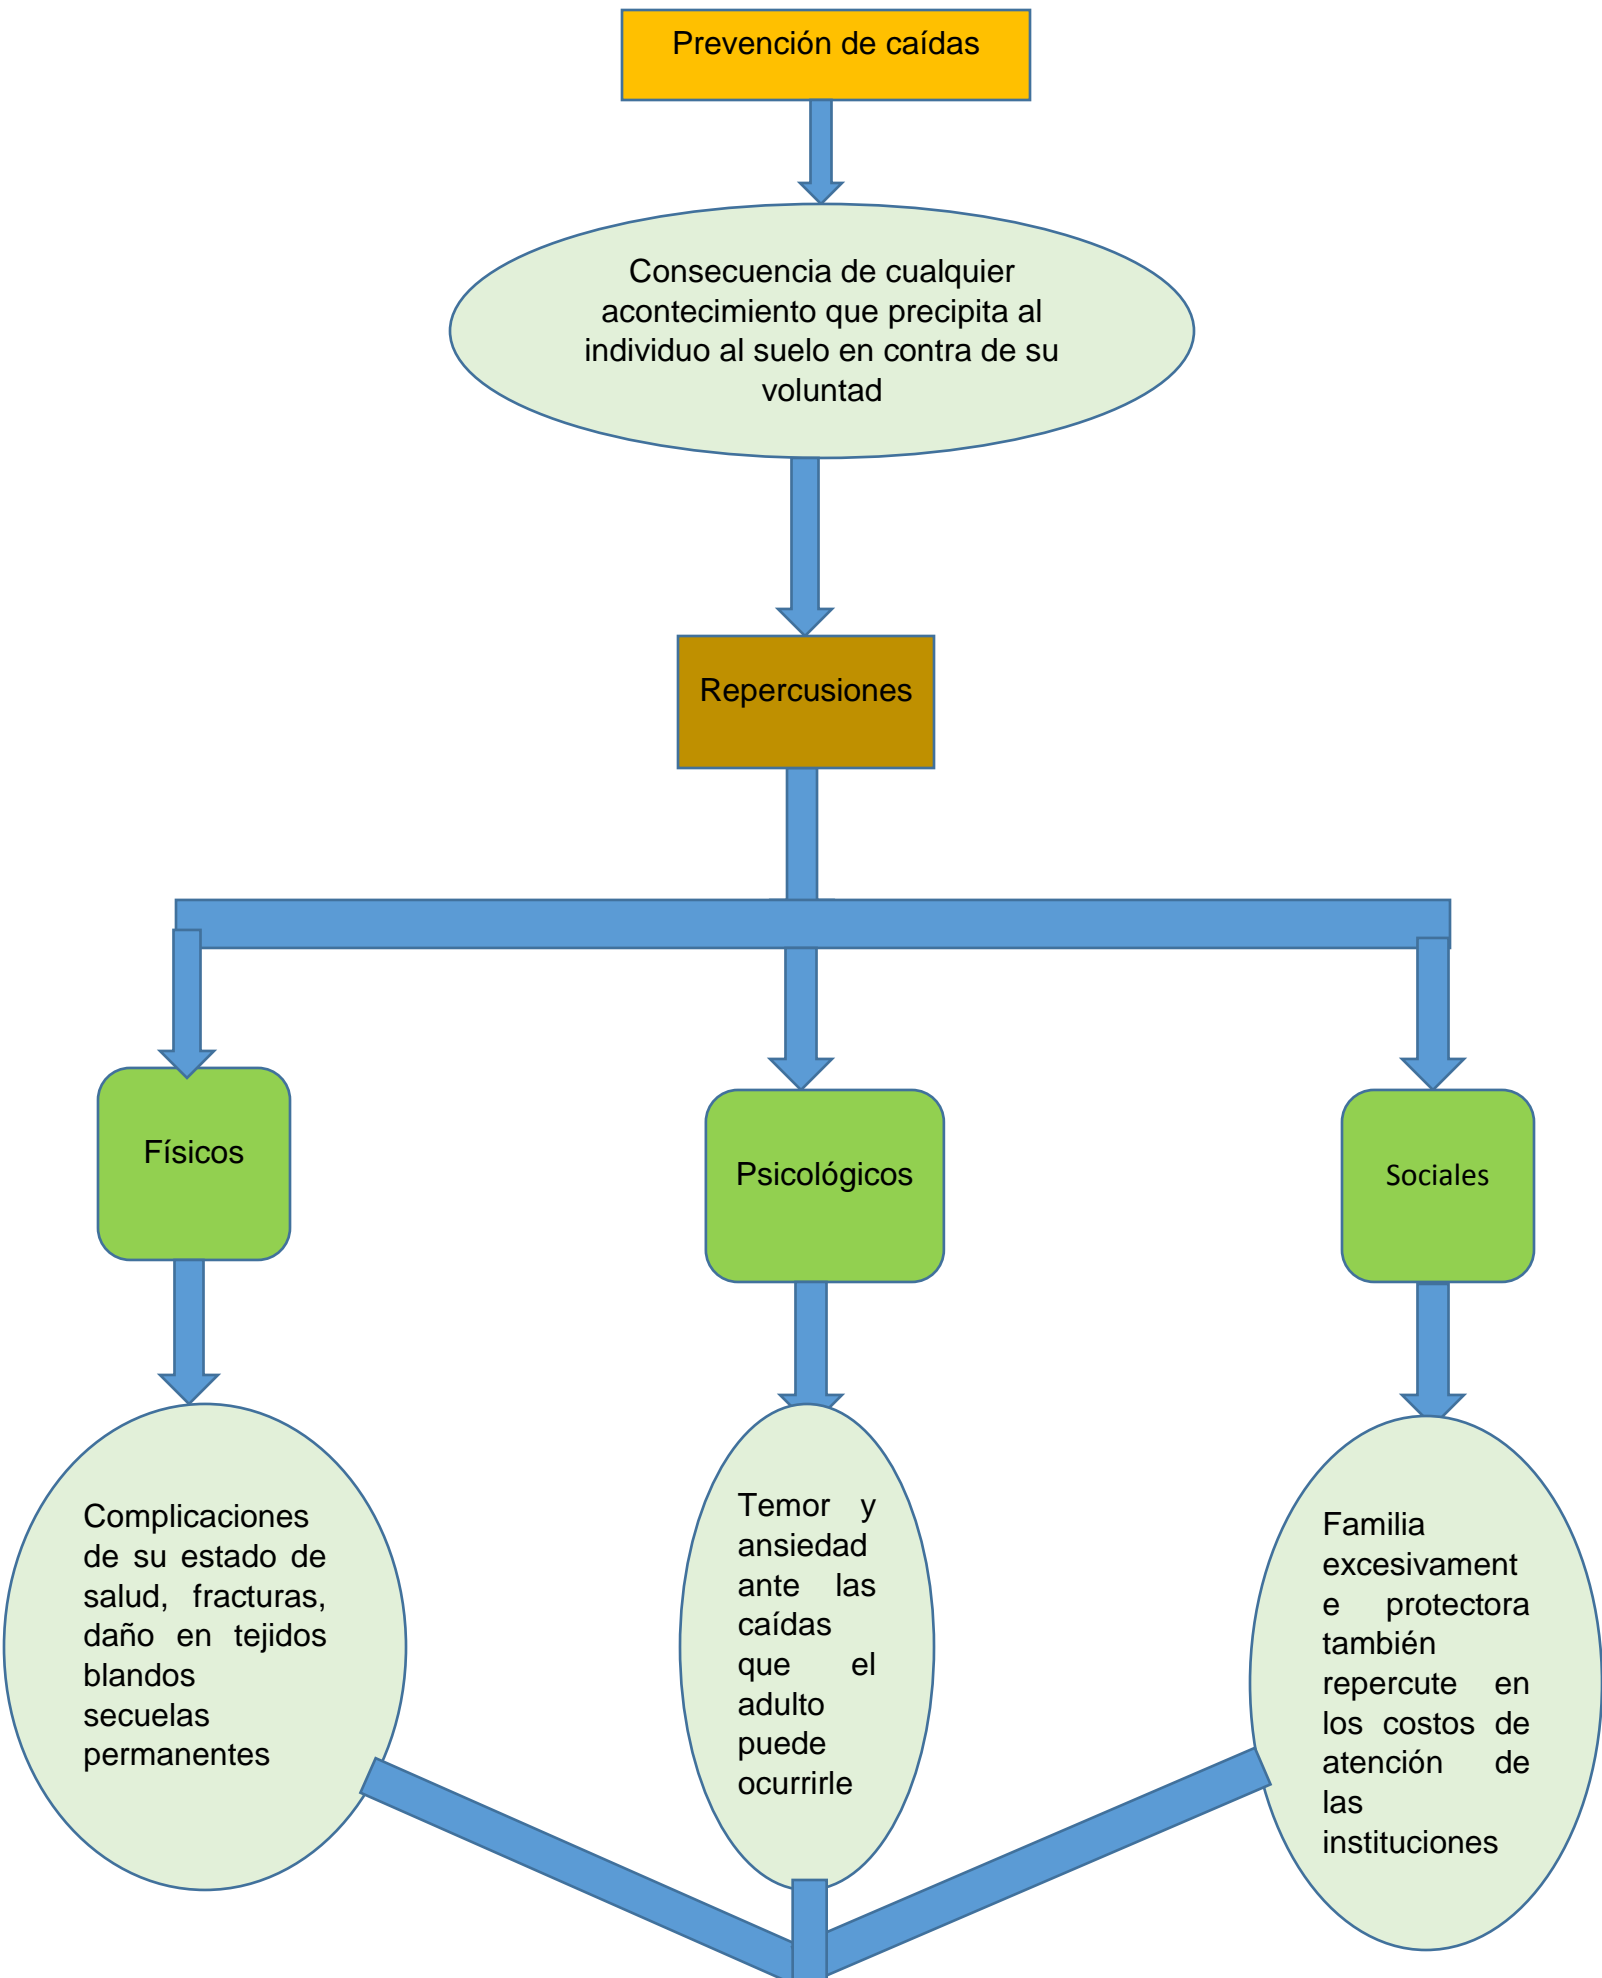 Prevención de caídas
Consecuencia de cualquier
acontecimiento que precipita al
individuo al suelo en contra de su
voluntad
Repercusiones
Físicos
Psicológicos
Sociales
Complicaciones
de su estado de
salud, fracturas,
daño en tejidos
blandos
secuelas
permanentes
Temor y
ansiedad
ante las
caídas
que el
adulto
puede
ocurrirle
Familia
excesivament
e protectora
también
repercute en
los costos de
atención de
las
instituciones